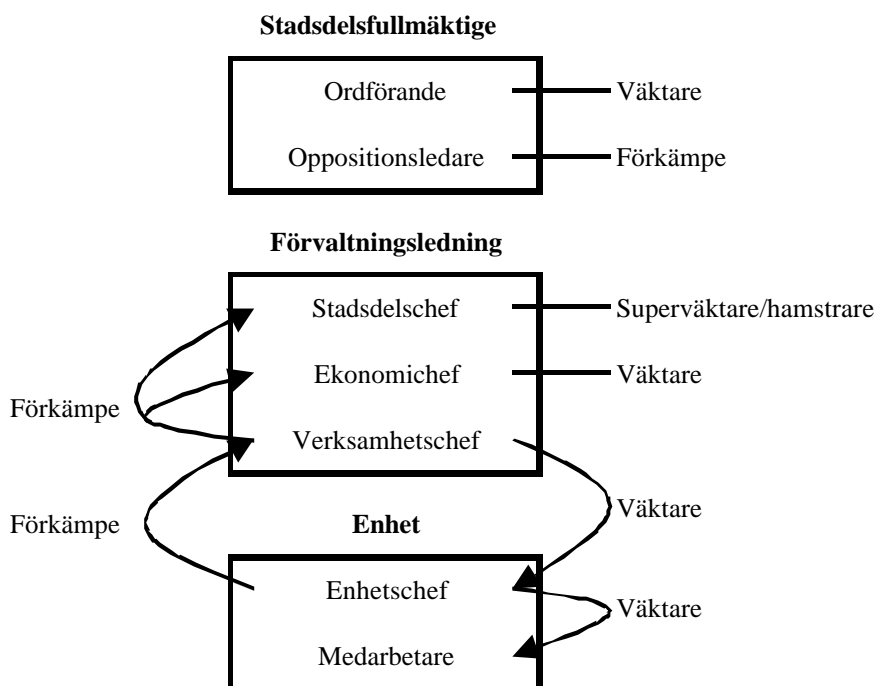 Stadsdelsfullmäktige
Ordförande Väktare
Oppositionsledare Förkämpe
Förvaltningsledning
Stadsdelschef Superväktare/hamstrare
Ekonomichef Väktare
Förkämpe
Verksamhetschef
Väktare
Förkämpe Enhet
Enhetschef
Väktare
Medarbetare